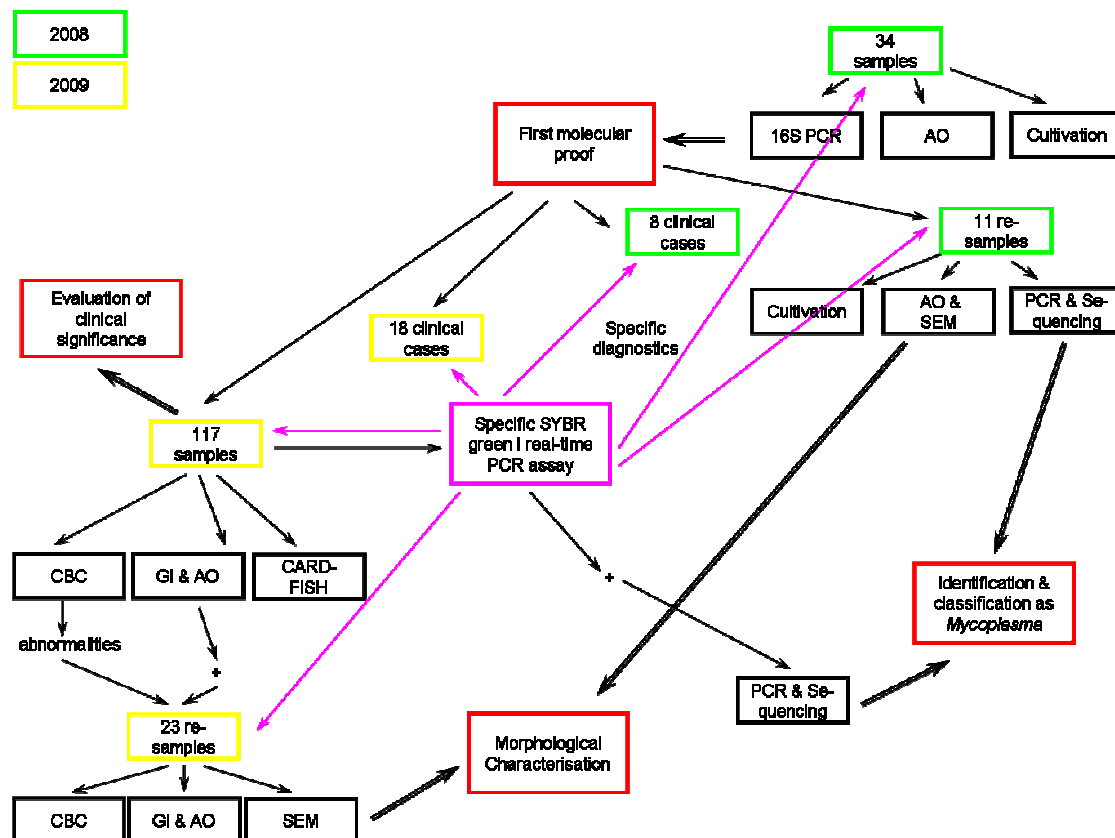 2008
2009
34
samples
16S PCR
AO
Cultivation
First molecular
proof
8 clinical
cases
11 re-
samples
Cultivation
AO &
SEM
PCR & Se-
quencing
Evaluation of
clinical
significance
18 clinical
cases
Specific
diagnostics
117
samples
Specific SYBR
green I real-time
PCR assay
CBC
GI & AO
CARD-
FISH
+
Identification &
classification as
Mycoplasma
abnormalities
+
PCR & Se-
quencing
23 re-
samples
Morphological
Characterisation
CBC
GI & AO
SEM